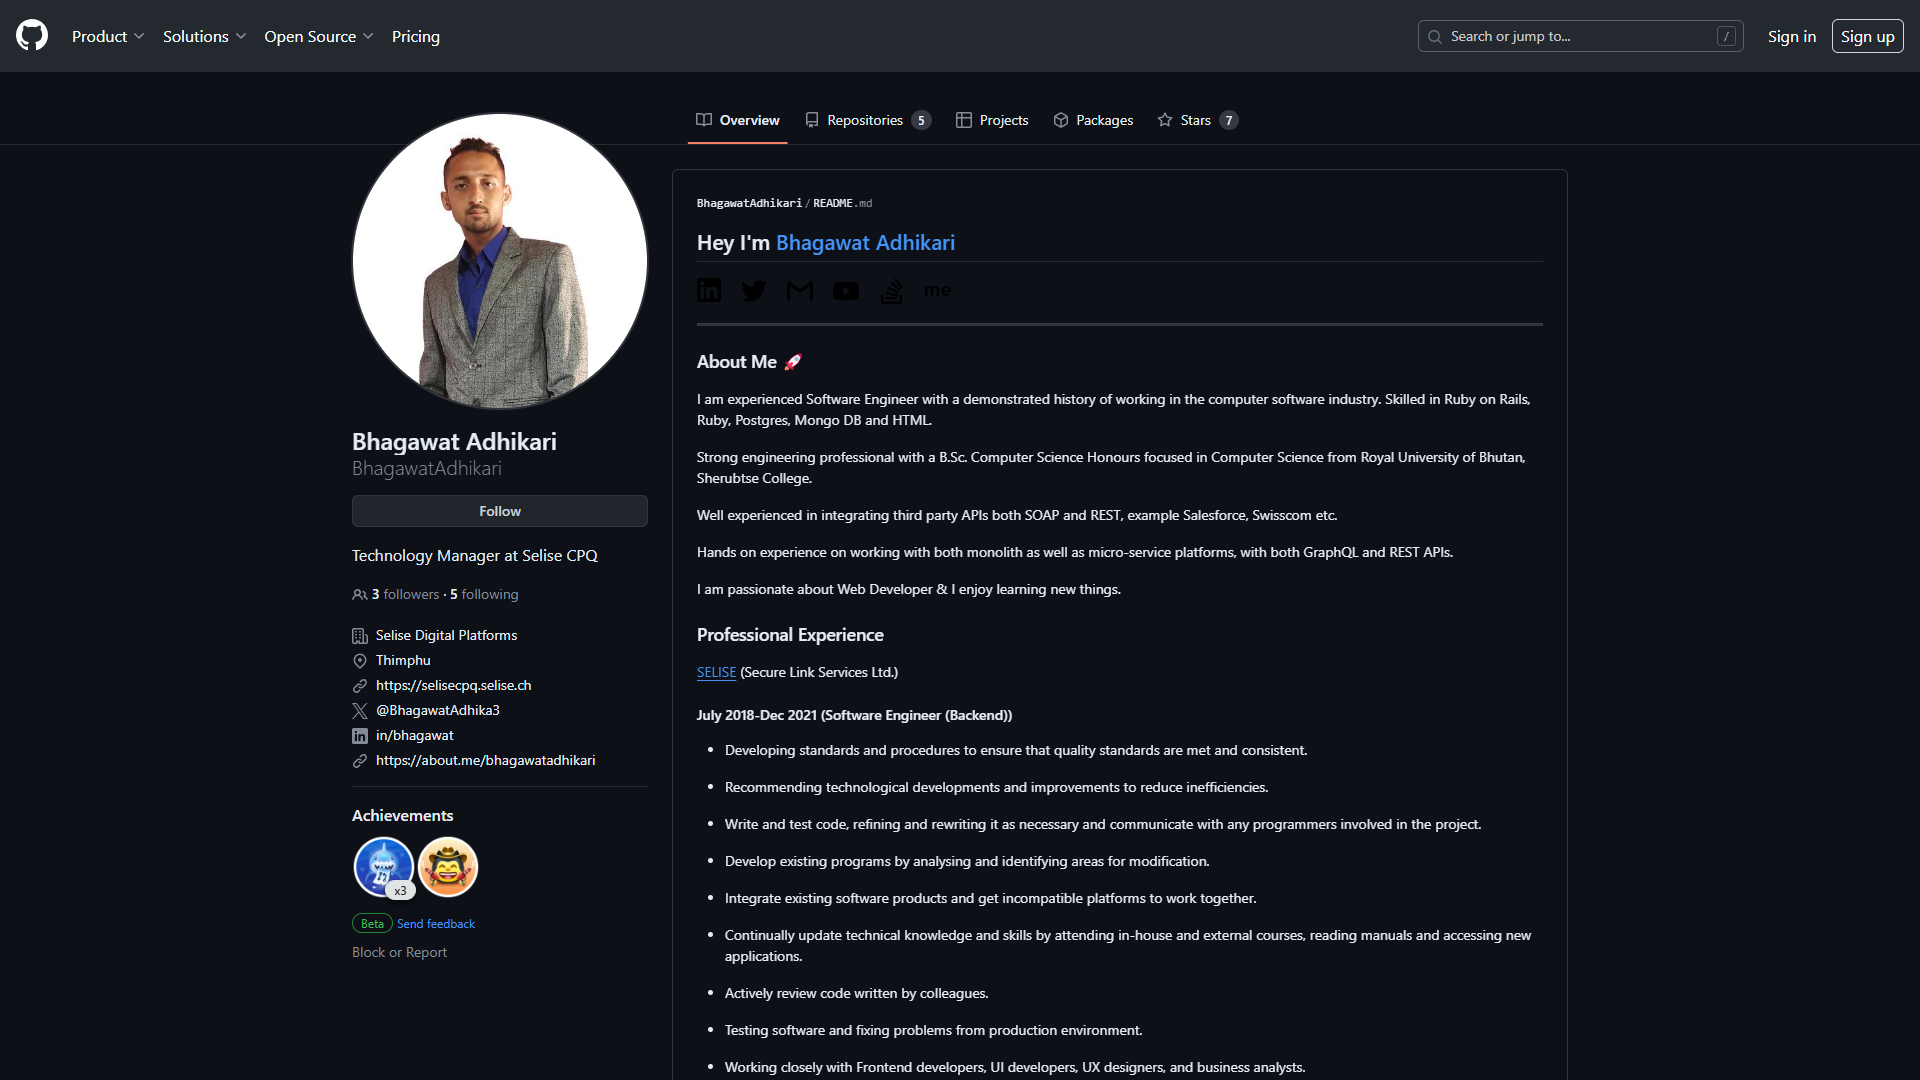 Product
Solutions
Open Source
Pricing
Search or jump to...
/
Sign in
Sign up
Overview
Repositories 5
Projects
Packages
Stars 7
Bhagawat Adhikari
BhagawatAdhikari
Follow
Technology Manager at Selise CPQ
3 followers · 5 following
Selise Digital Platforms
Thimphu
https://selisecpq.selise.ch
@BhagawatAdhika3
in/bhagawat
https://about.me/bhagawatadhikari
Achievements
x3
Beta Send feedback
Block or Report
BhagawatAdhikari/README.md
Hey I'm Bhagawat Adhikari
in
me
About Me 🚀
I am experienced Software Engineer with a demonstrated history of working in the computer software industry. Skilled in Ruby on Rails,
Ruby, Postgres, Mongo DB and HTML.
Strong engineering professional with a B.Sc. Computer Science Honours focused in Computer Science from Royal University of Bhutan,
Sherubtse College.
Well experienced in integrating third party APIs both SOAP and REST, example Salesforce, Swisscom etc.
Hands on experience on working with both monolith as well as micro-service platforms, with both GraphQL and REST APIs.
I am passionate about Web Developer & I enjoy learning new things.
Professional Experience
SELISE (Secure Link Services Ltd.)
July 2018-Dec 2021 (Software Engineer (Backend))
• Developing standards and procedures to ensure that quality standards are met and consistent.
• Recommending technological developments and improvements to reduce inefficiencies.
• Write and test code, refining and rewriting it as necessary and communicate with any programmers involved in the project.
• Develop existing programs by analysing and identifying areas for modification.
• Integrate existing software products and get incompatible platforms to work together.
• Continually update technical knowledge and skills by attending in-house and external courses, reading manuals and accessing new
applications.
• Actively review code written by colleagues.
• Testing software and fixing problems from production environment.
• Working closely with Frontend developers, UI developers, UX designers, and business analysts.